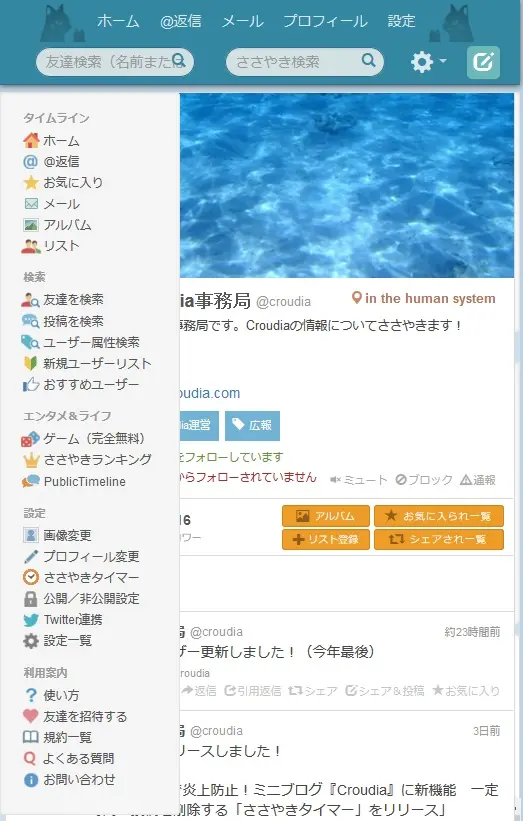 ホーム @返信 メール プロフィール 設定
友達検索（名前または
ささやき検索
タイムライン
ホーム
@返信
お気に入り
メール
アルバム
リスト
検索
友達を検索
投稿を検索
ユーザー属性検索
新規ユーザーリスト
おすすめユーザー
エンタメ＆ライフ
ゲーム（完全無料）
ささやきランキング
PublicTimeline
設定
画像変更
プロフィール変更
ささやきタイマー
公開／非公開設定
Twitter連携
設定一覧
利用案内
使い方
友達を招待する
規約一覧
よくある質問
お問い合わせ
dia事務局 @croudia
in the human system
事務局です。Croudiaの情報についてささやきます！
oudia.com
dia運営 広報
をフォローしています
からフォローされていません ミュート ブロック 通報
16
ワー
アルバム お気に入られ一覧
リスト登録 シェアされ一覧
局 @croudia 約23時間前
ザー更新しました！（今年最後）
roudia
返信 引用返信 シェア シェア＆投稿 お気に入り
局 @croudia 3日前
リースしました！
で炎上防止！ミニブログ『Croudia』に新機能 一定
を削除する「ささやきタイマー」をリリース」